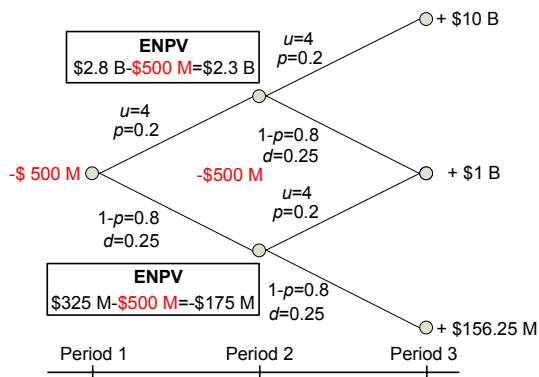 + $10 B
ENPV
$2.8 B-$500 M=$2.3 B
u=4
p=0.2
u=4
p=0.2
1-p=0.8
d=0.25
-$ 500 M
-$500 M
+ $1 B
u=4
p=0.2
1-p=0.8
d=0.25
ENPV
$325 M-$500 M=-$175 M
1-p=0.8
d=0.25
+ $156.25 M
Period 1
Period 2
Period 3